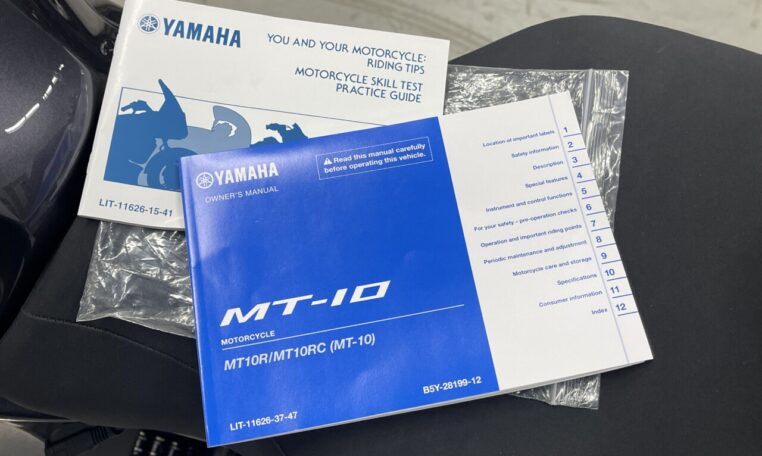 YAMAHA
YOU AND YOUR MOTORCYCLE:
RIDING TIPS
MOTORCYCLE SKILL TEST
PRACTICE GUIDE
LIT-11626-15-41
YAMAHA
OWNER'S MANUAL
Read this manual carefully
before operating this vehicle.
MT-10
MOTORCYCLE
MT10R/MT10RC (MT-10)
B5Y-28199-12
LIT-11626-37-47
Location of important labels 1
Safety information 2
Description 3
Special features 4
Instrument and control functions 5
For your safety – pre-operation checks 6
Operation and important riding points 7
Periodic maintenance and adjustment 8
Motorcycle care and storage 9
Specifications 10
Consumer information 11
Index 12